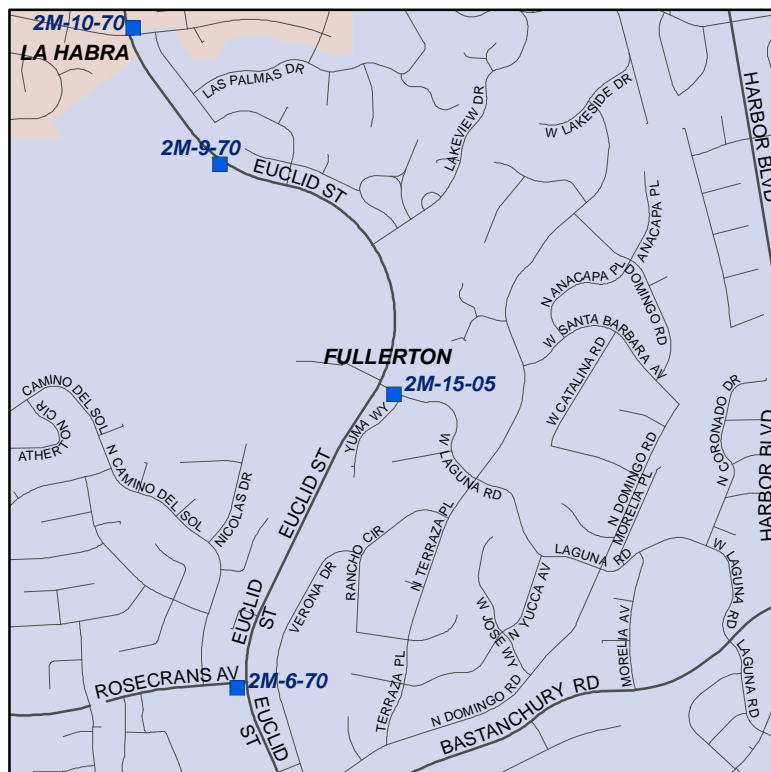 2M-10-70
LA HABRA
LAS PALMAS DR
LAKEVIEW DR
W LAKESIDE DR
HARBOR BLVD
2M-9-70
EUCLID ST
ANACAPA PL
N ANACAPA PL
DOMINGO RD
W SANTA BARBARA AV
FULLERTON
2M-15-05
W CATALINA RD
CAMINO DEL SOL
ATHERTON CIR
N CAMINO DEL SOL
NICOLAS DR
YUMA WY
EUCLID ST
W LAGUNA RD
N DOMINGO RD
MORELIA PL
N CORONADO DR
HARBOR BLVD
N TERRAZA PL
RANCHO CIR
VERONA DR
LAGUNA RD
W LAGUNA RD
EUCLID
ST
N YUCCA AV
W JOSE WY
MORELIA AV
LAGUNA RD
ROSECRANS AV
2M-6-70
EUCLID
ST
TERRAZA PL
N DOMINGO RD
BASTANCHURY RD